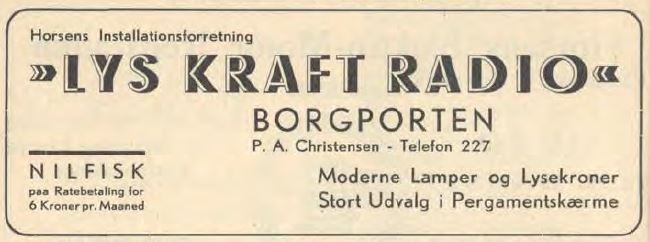 Horsens Installationsforretning
»LYS KRAFT RADIO«
BORGPORTEN
P. A. Christensen - Telefon 227
NILFISK
paa Ratebetaling for
6 Kroner pr. Maaned
Moderne Lamper og Lysekroner
Stort Udvalg i Pergamentskærme